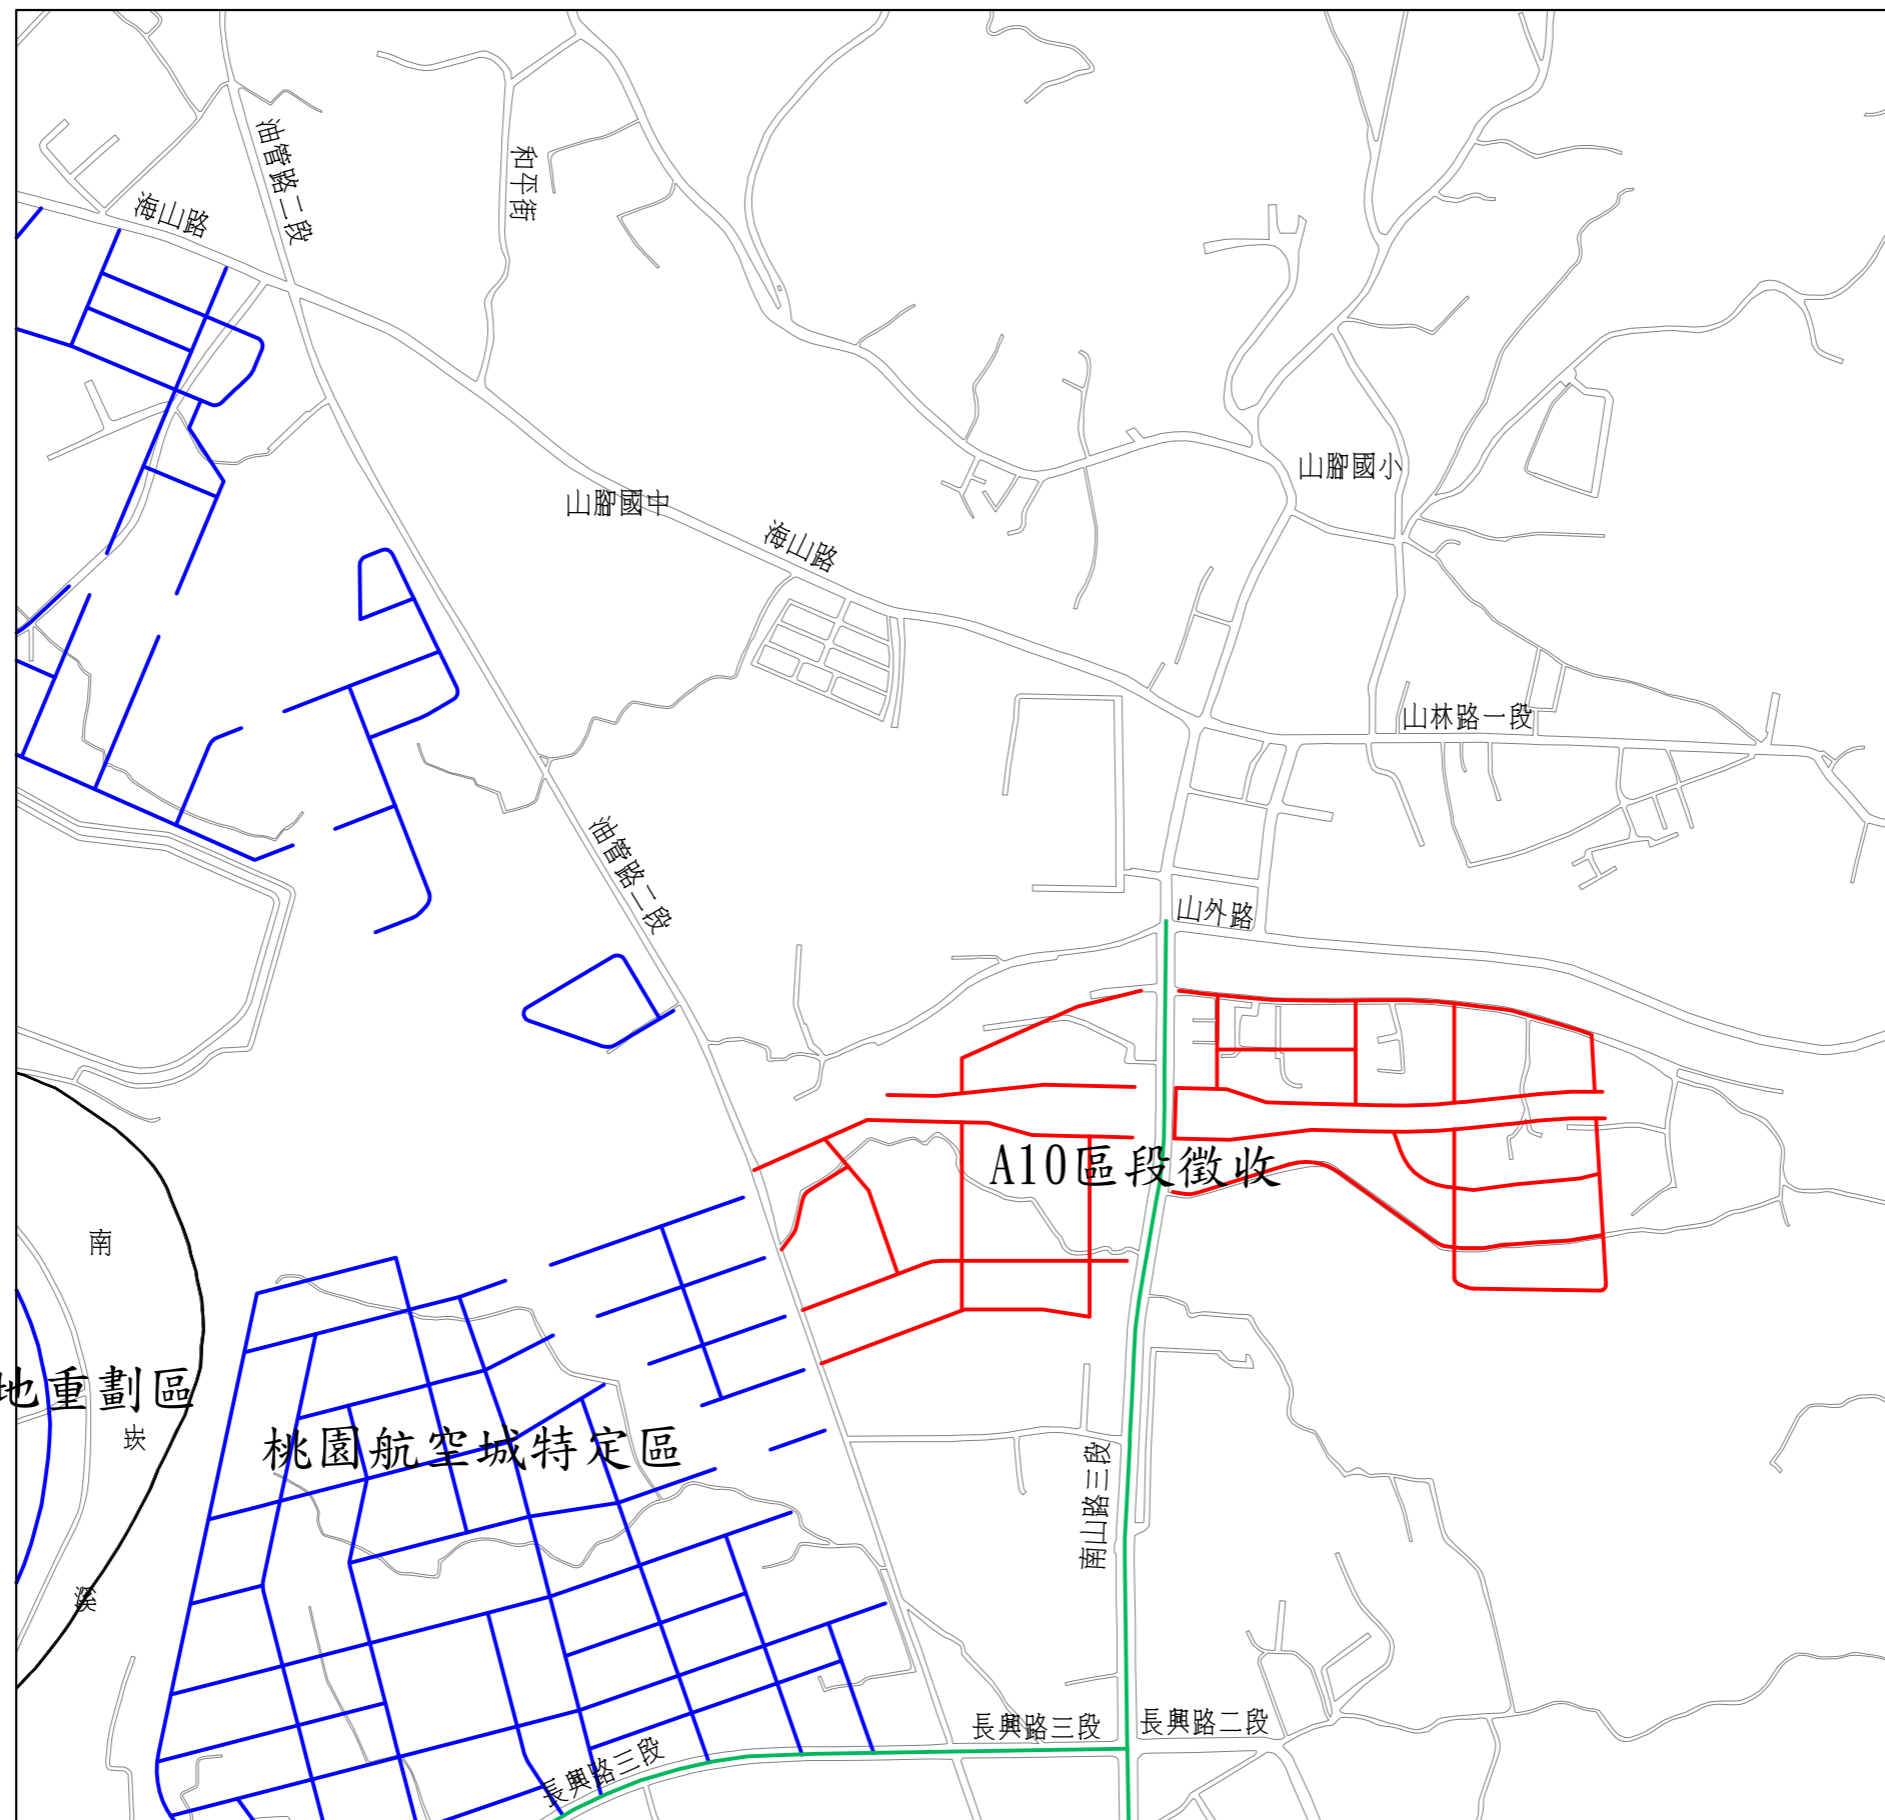 油管路二段
和平街
海山路
山腳國小
山腳國中
海山路
山林路一段
油管路二段
山外路
A10區段徵收
南
崁
溪
地重劃區
桃園航空城特定區
南山路三段
長興路三段
長興路二段
長興路三段